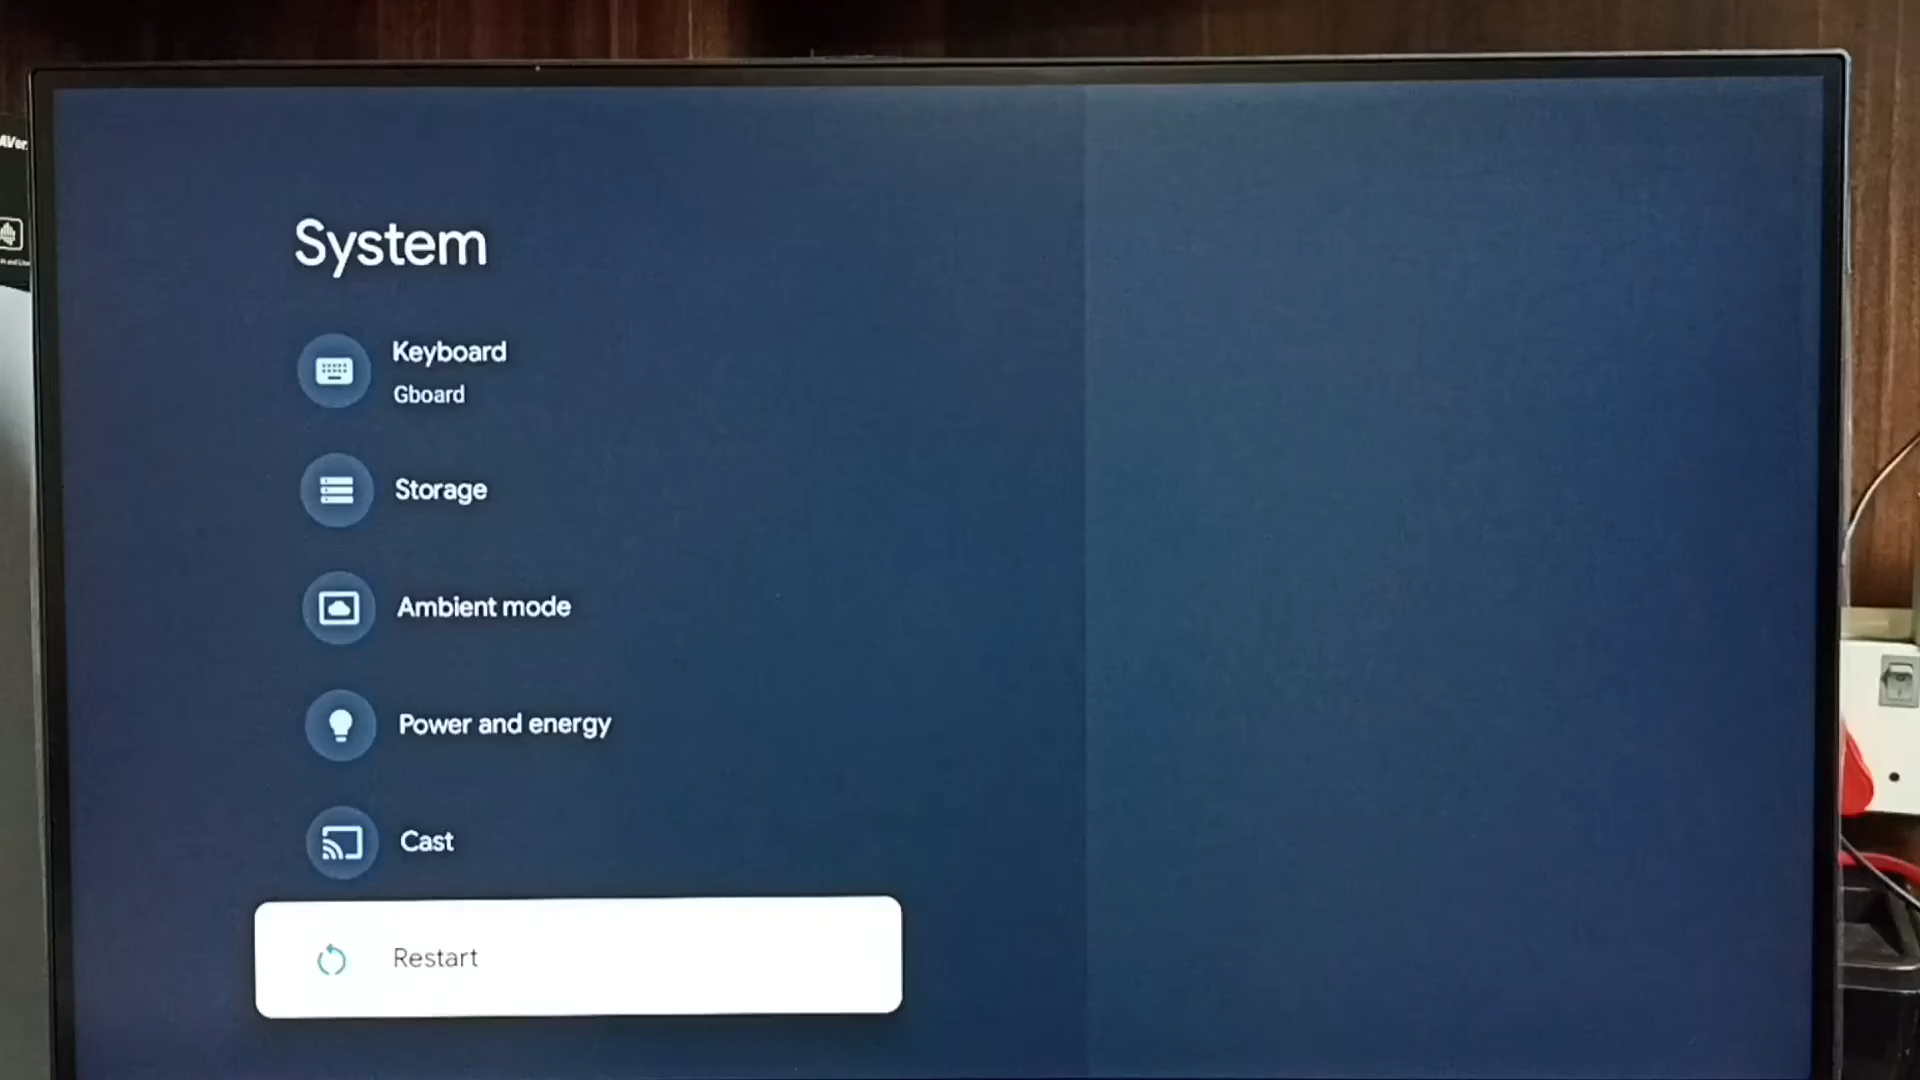 System
Keyboard
Gboard
Storage
Ambient mode
Power and energy
Cast
Restart